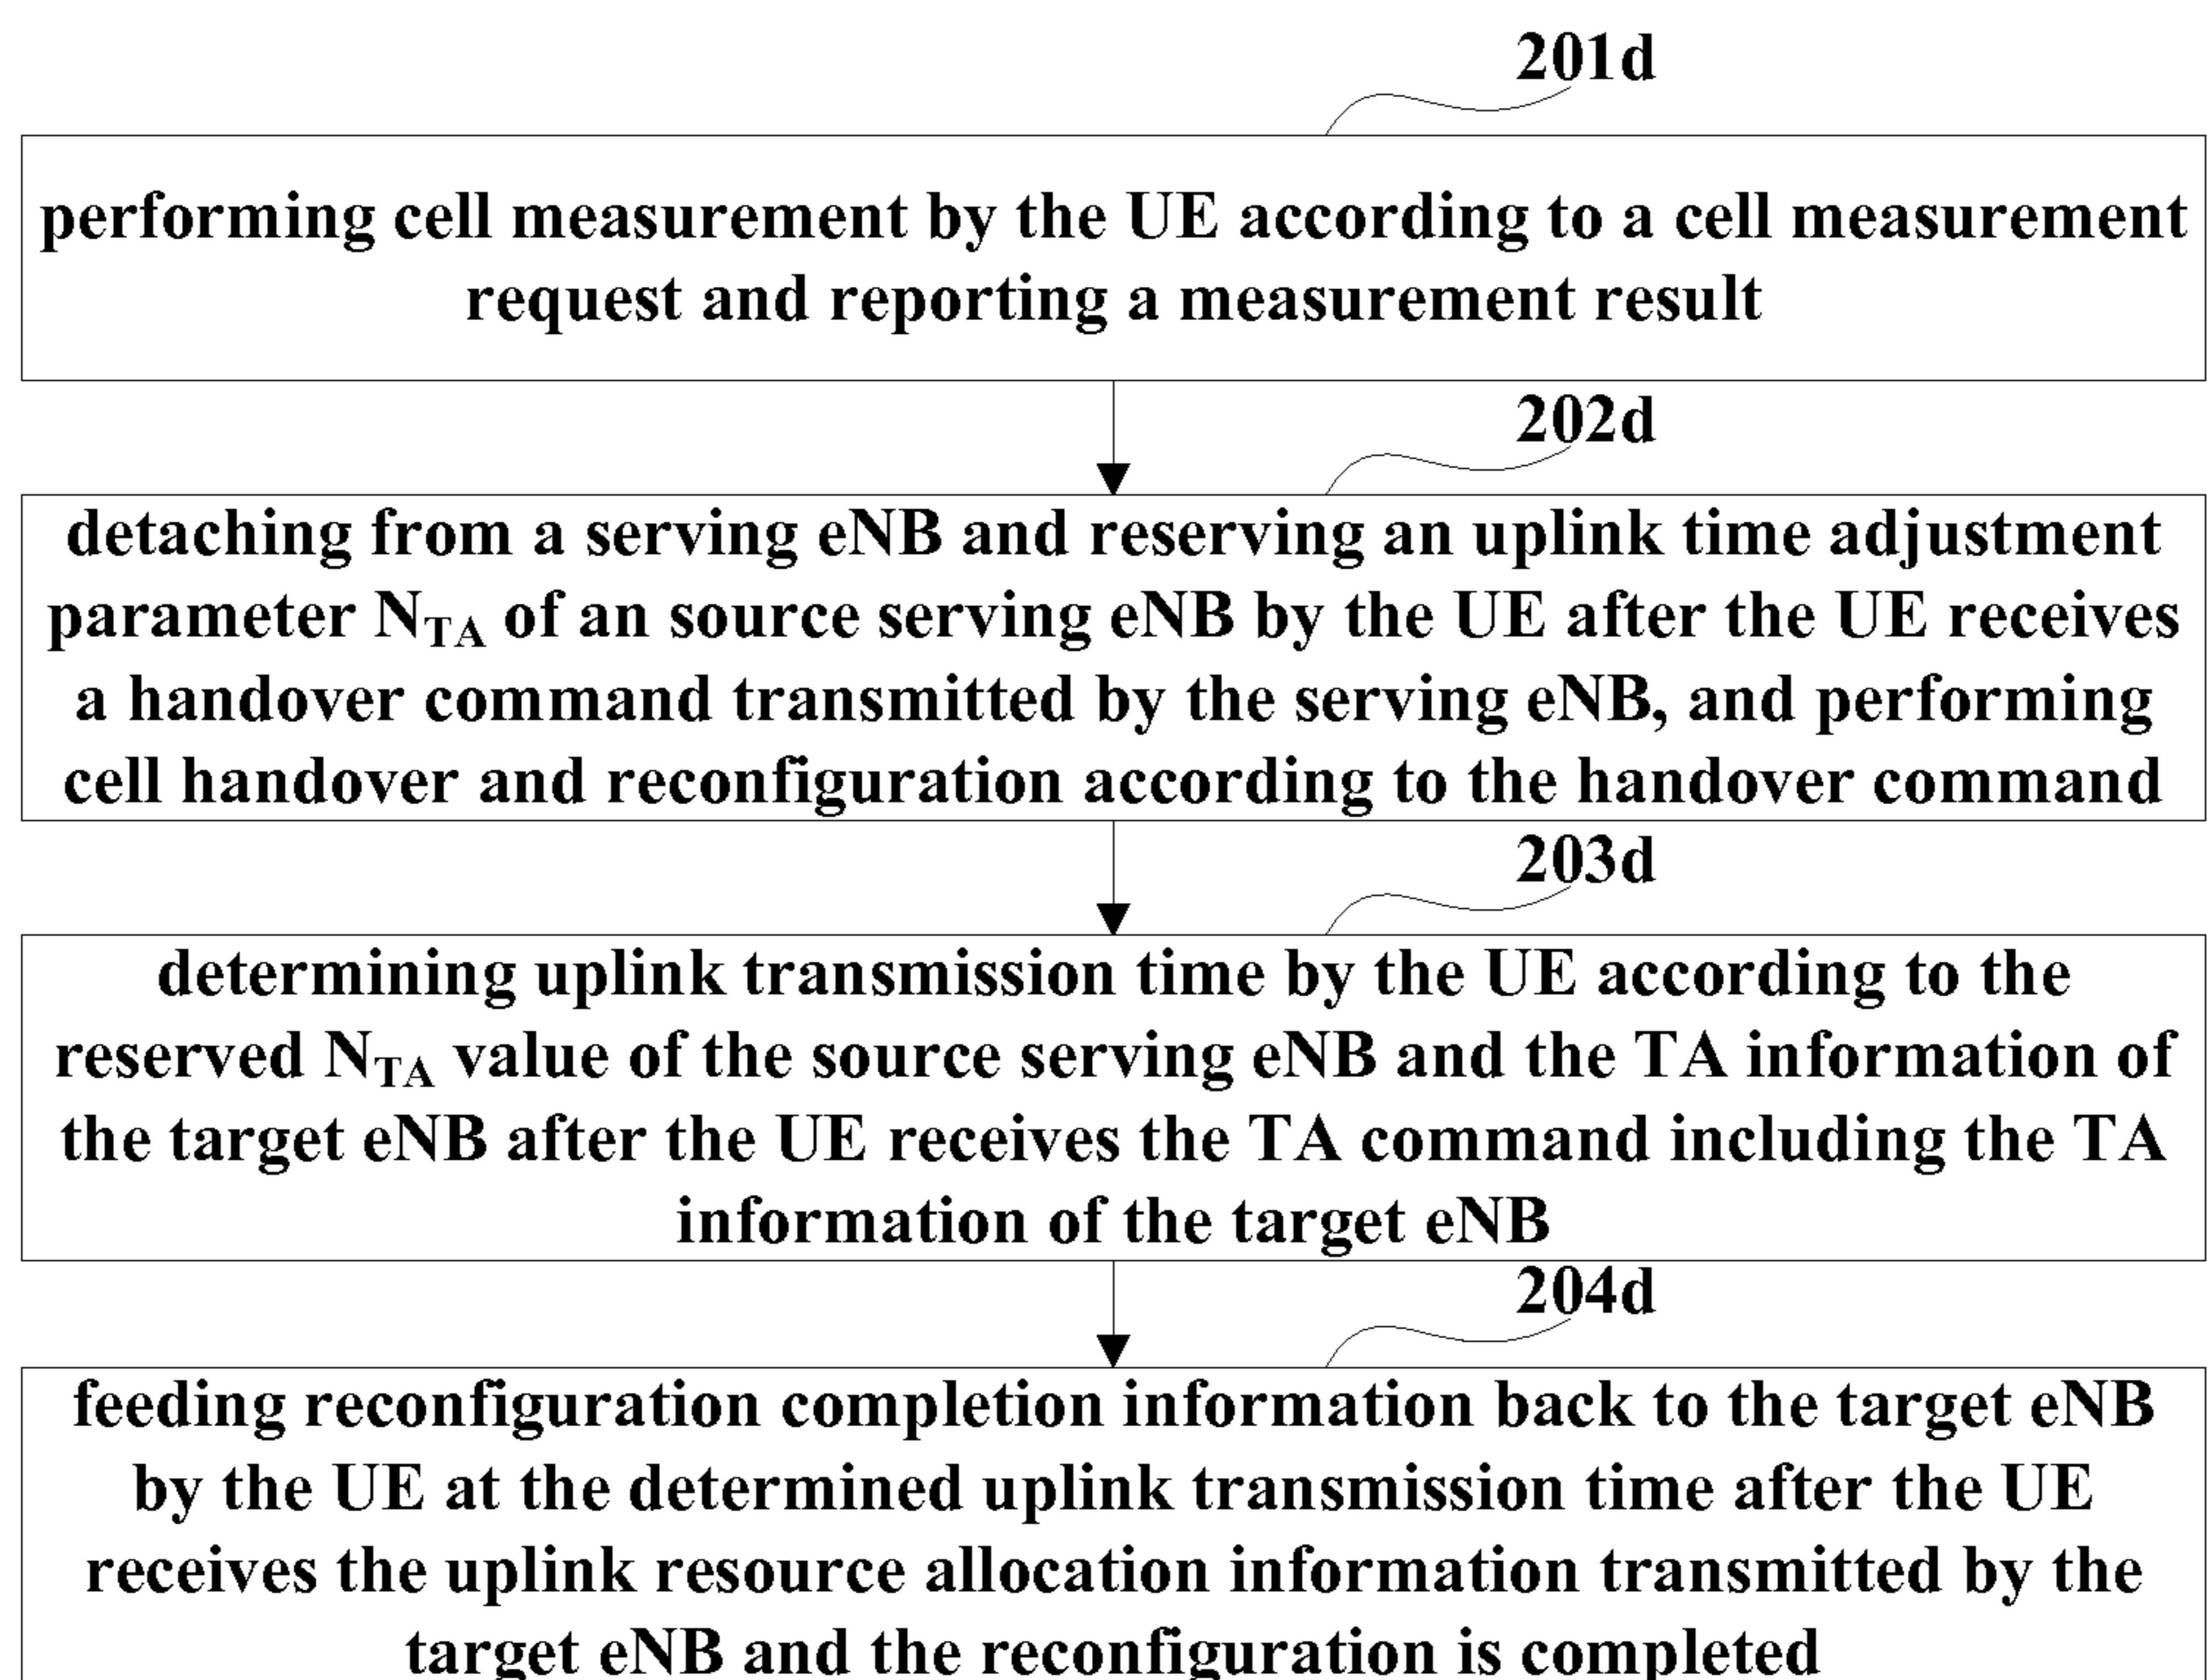 201d
performing cell measurement by the UE according to a cell measurement
request and reporting a measurement result
202d
detaching from a serving eNB and reserving an uplink time adjustment
parameter N_TA of an source serving eNB by the UE after the UE receives
a handover command transmitted by the serving eNB, and performing
cell handover and reconfiguration according to the handover command
203d
determining uplink transmission time by the UE according to the
reserved N_TA value of the source serving eNB and the TA information of
the target eNB after the UE receives the TA command including the TA
information of the target eNB
204d
feeding reconfiguration completion information back to the target eNB
by the UE at the determined uplink transmission time after the UE
receives the uplink resource allocation information transmitted by the
target eNB and the reconfiguration is completed